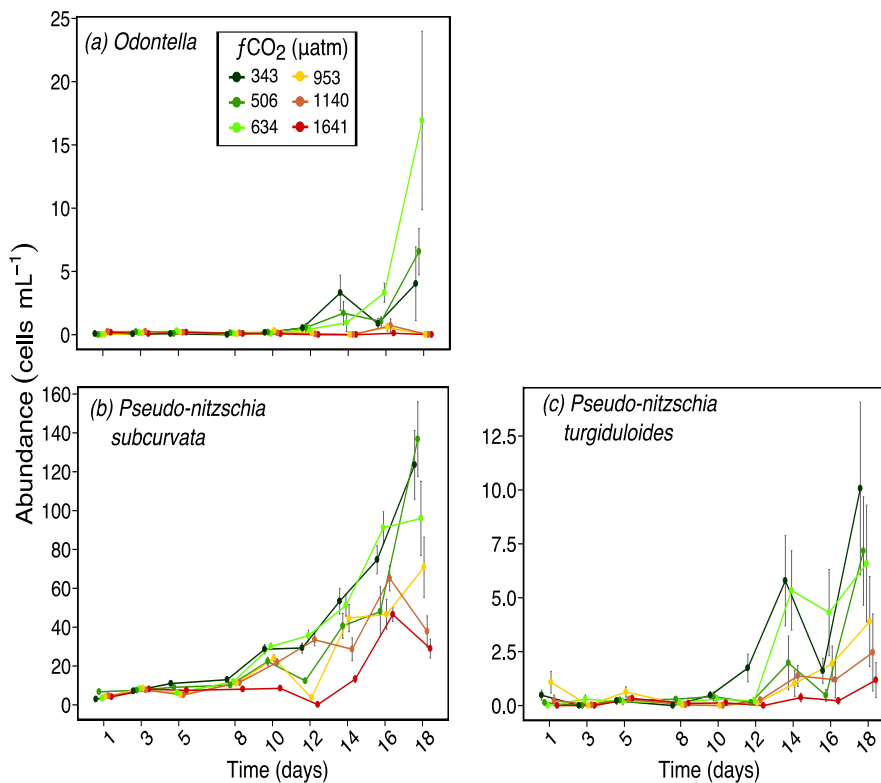 (a) Odontella
fCO2 (µatm)
343 953
506 1140
634 1641
25
20
15
10
5
0
Abundance (cells mL−1)
(b) Pseudo-nitzschia
subcurvata
160
140
120
100
80
60
40
20
0
1 3 5 8 10 12 14 16 18
Time (days)
(c) Pseudo-nitzschia
turgiduloides
12.5
10.0
7.5
5.0
2.5
0.0
1 3 5 8 10 12 14 16 18
Time (days)